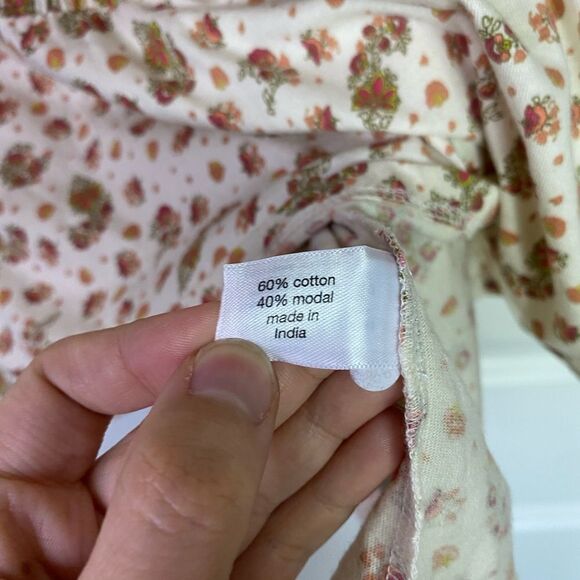 60% cotton
40% modal
made in
India